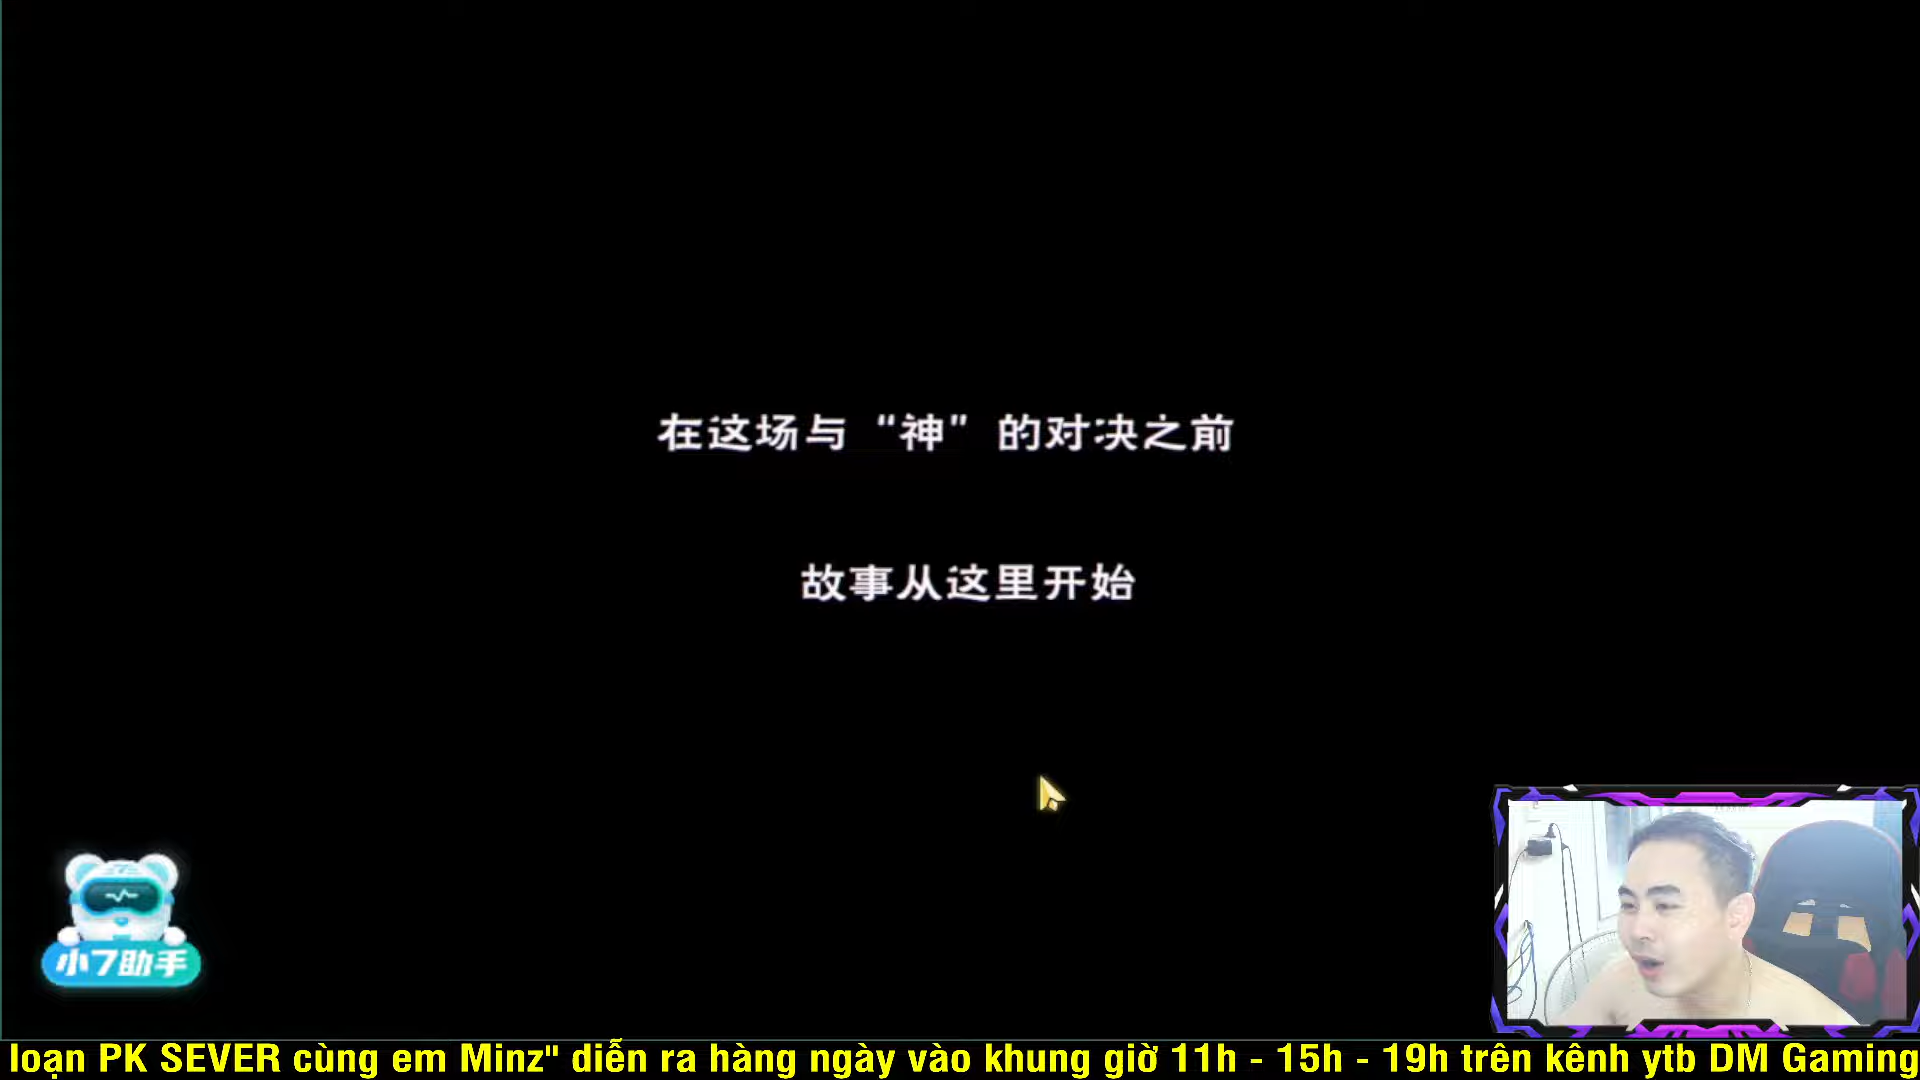 在这场与“神”的对决之前
故事从这里开始
小7助手
loạn PK SEVER cùng em Minz" diễn ra hàng ngày vào khung giờ 11h - 15h - 19h trên kênh ytb DM Gaming